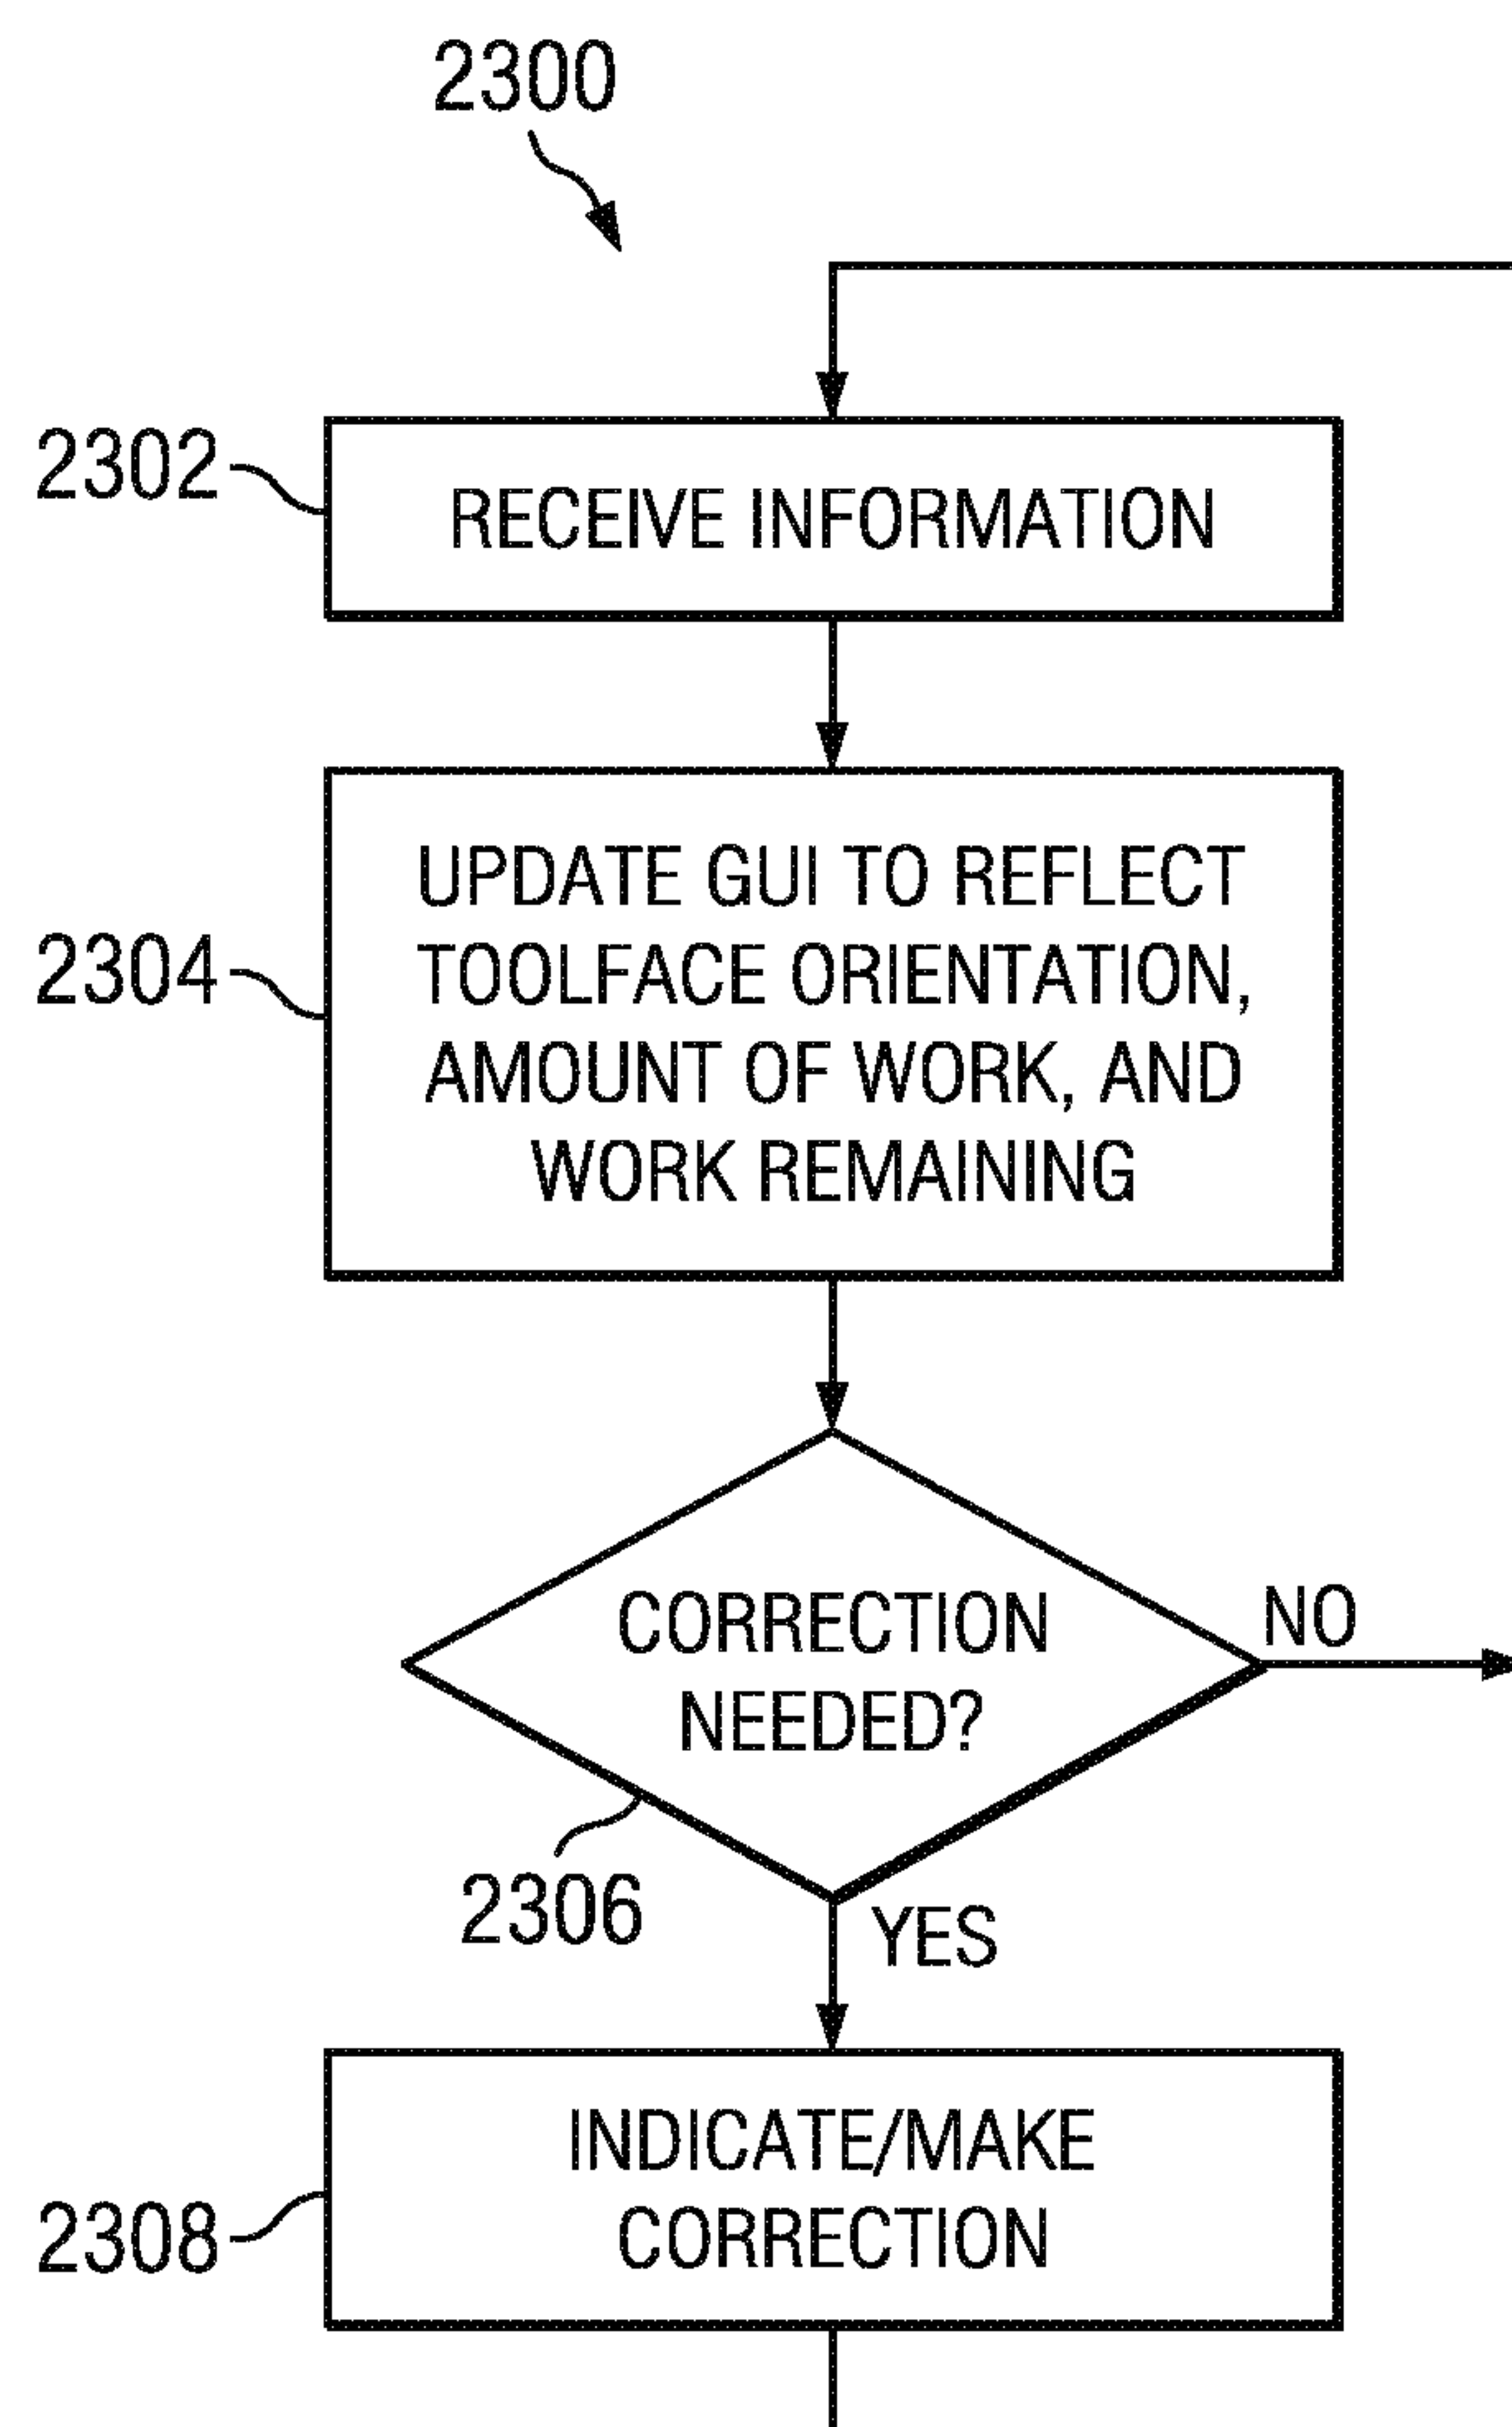 2300
2302
RECEIVE INFORMATION
2304
UPDATE GUI TO REFLECT
TOOLFACE ORIENTATION,
AMOUNT OF WORK, AND
WORK REMAINING
CORRECTION
NEEDED?
NO
2306
YES
2308
INDICATE/MAKE
CORRECTION